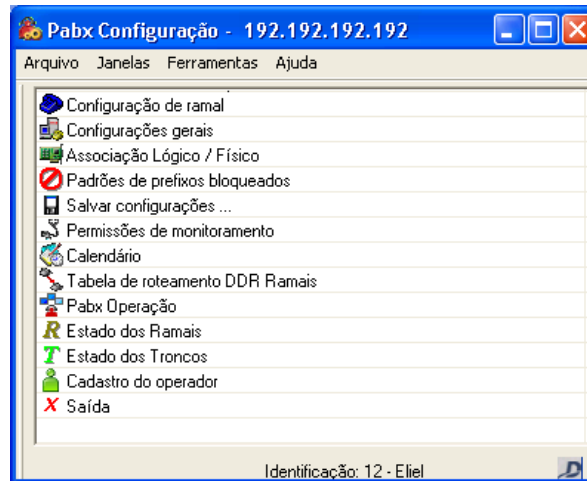 Pabx Configuração - 192.192.192.192
Arquivo Janelas Ferramentas Ajuda
Configuração de ramal
Configurações gerais
Associação Lógico / Físico
Padrões de prefixos bloqueados
Salvar configurações ...
Permissões de monitoramento
Calendário
Tabela de roteamento DDR Ramais
Pabx Operação
R Estado dos Ramais
T Estado dos Troncos
Cadastro do operador
X Saída
Identificação: 12 - Eliel
D